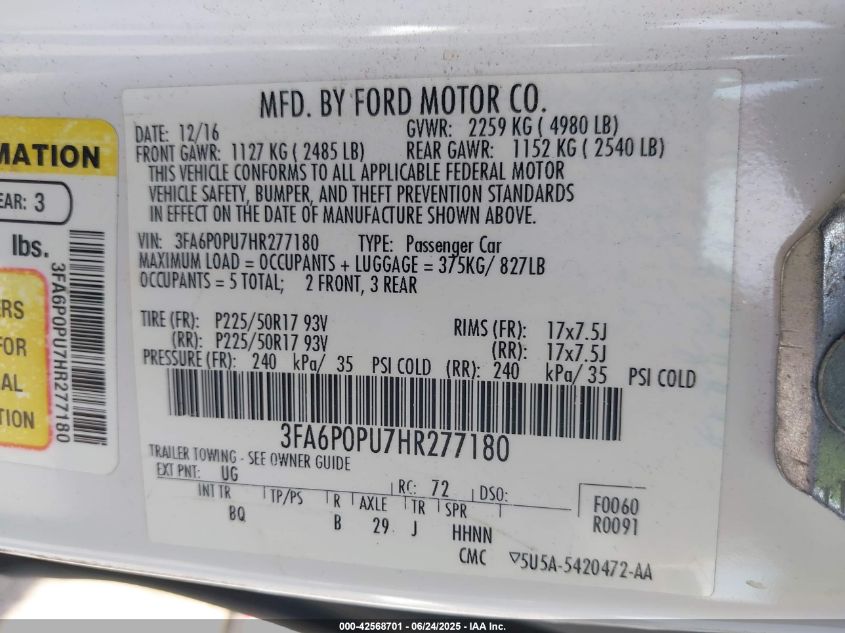 MATION
EAR: 3
lbs.
ERS
FOR
AL
TION
3FA6P0PU7HR277180
MFD. BY FORD MOTOR CO.
DATE: 12/16 GVWR: 2259 KG ( 4980 LB)
FRONT GAWR: 1127 KG ( 2485 LB) REAR GAWR: 1152 KG ( 2540 LB)
THIS VEHICLE CONFORMS TO ALL APPLICABLE FEDERAL MOTOR
VEHICLE SAFETY, BUMPER, AND THEFT PREVENTION STANDARDS
IN EFFECT ON THE DATE OF MANUFACTURE SHOWN ABOVE.
VIN: 3FA6P0PU7HR277180 TYPE: Passenger Car
MAXIMUM LOAD = OCCUPANTS + LUGGAGE = 375KG/ 827LB
OCCUPANTS = 5 TOTAL; 2 FRONT, 3 REAR
TIRE (FR): P225/50R17 93V RIMS (FR): 17x7.5J
(RR): P225/50R17 93V (RR): 17x7.5J
PRESSURE (FR): 240 kPa/ 35 PSI COLD (RR): 240 kPa/ 35 PSI COLD
3FA6P0PU7HR277180
TRAILER TOWING - SEE OWNER GUIDE
EXT PNT: UG RC: 72 DSO:
INT TR TP/PS R AXLE TR SPR
BQ B 29 J HHNN
F0060
R0091
CMC ▽5U5A-5420472-AA
000-42568701 - 06/24/2025 - IAA Inc.